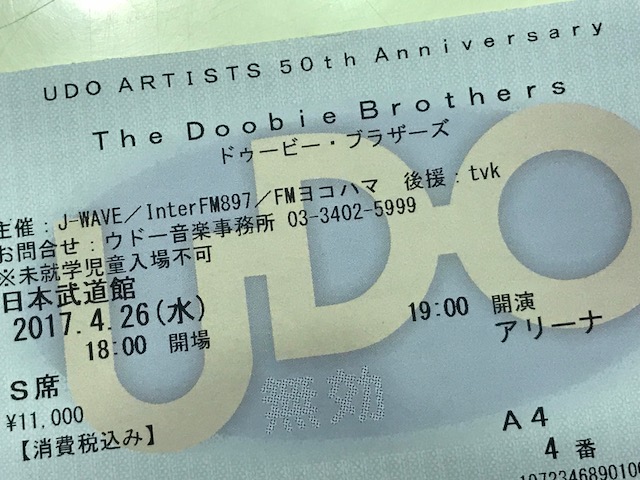 UDO ARTISTS 50th Anniversary
The Doobie Brothers
ドゥービー・ブラザーズ
主催：J-WAVE／InterFM897／FMヨコハマ 後援：tvk
お問合せ：ウドー音楽事務所 03-3402-5999
※未就学児童入場不可
日本武道館
2017.4.26(水) 19:00 開演
18:00 開場 アリーナ
S席
¥11,000
【消費税込み】
無効
A4
4 番
UDO